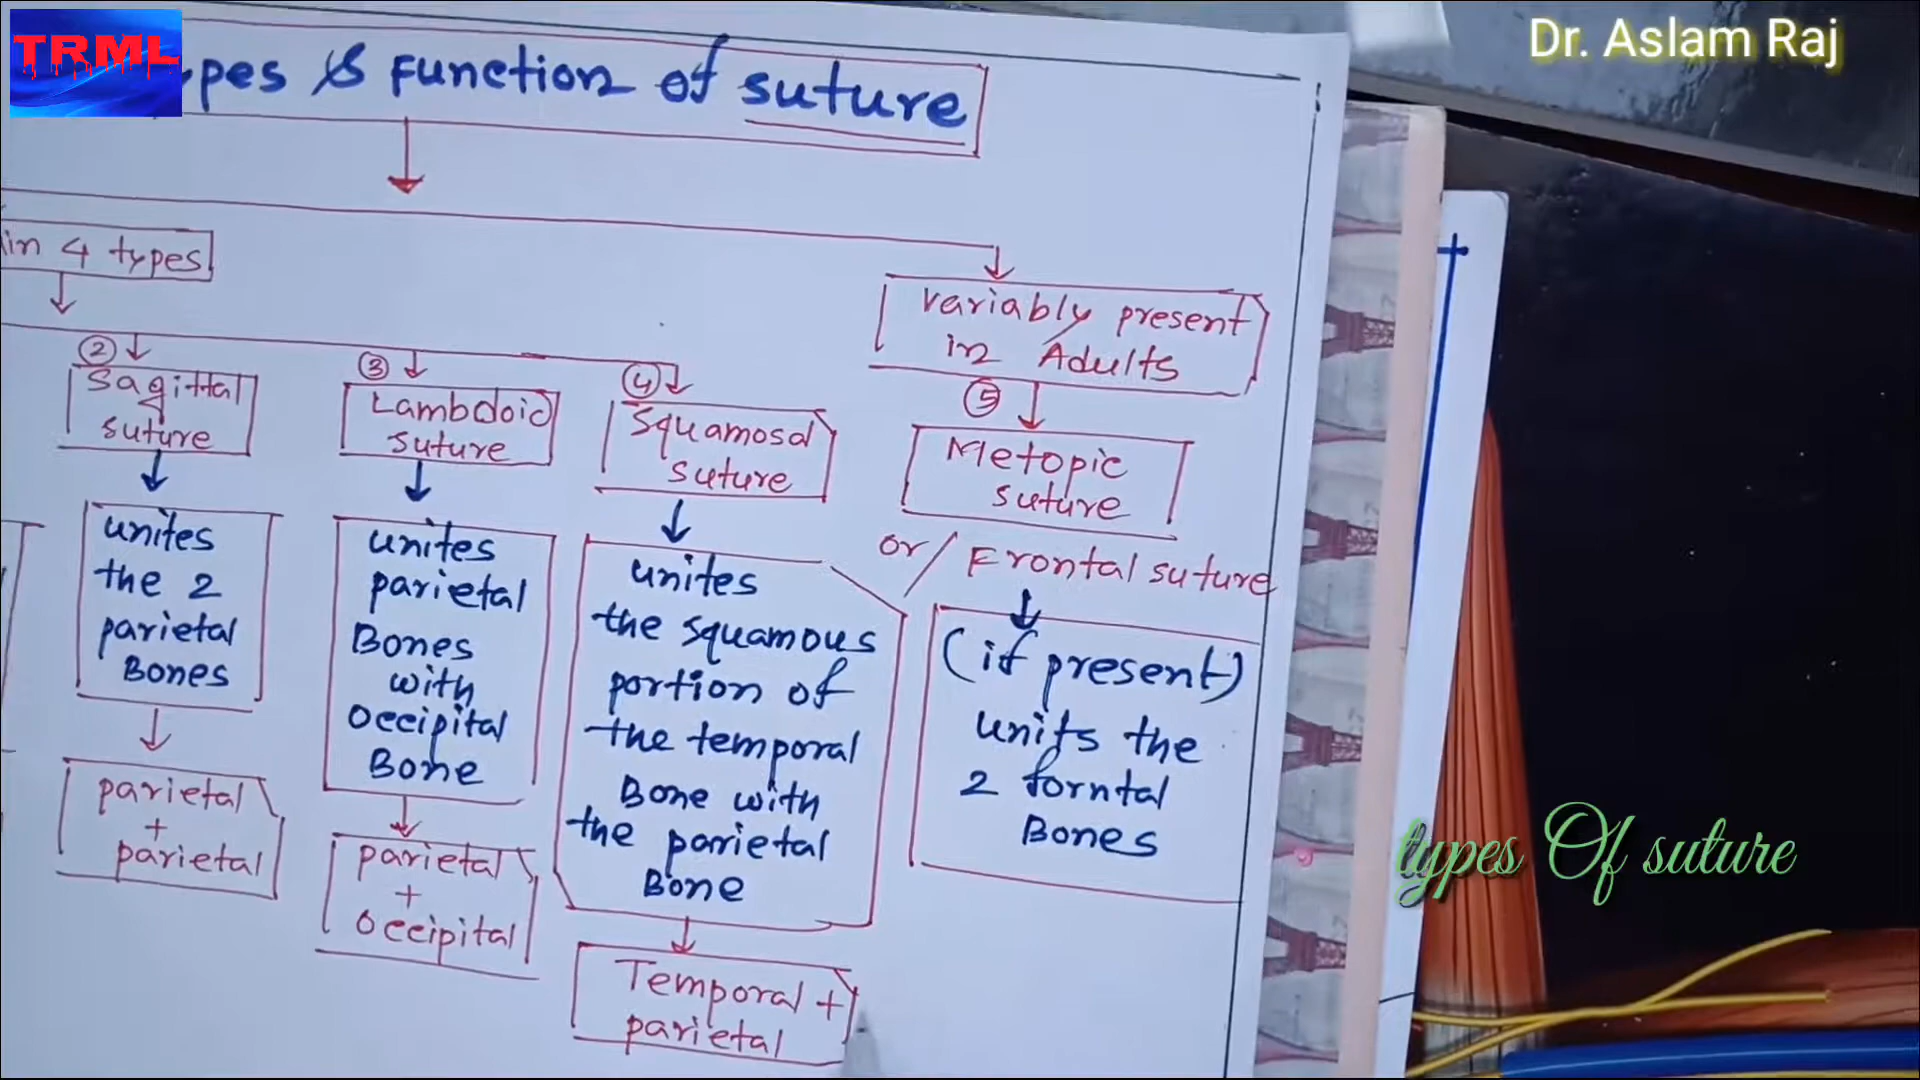 TRML
Dr. Aslam Raj
ypes & Function of suture
in 4 types
variably present
in Adults
②
Sagittal
suture
③
Lambdoid
suture
④
Squamosal
suture
⑤
Metopic
suture
or / Frontal suture
unites
the 2
parietal
Bones
unites
parietal
Bones
with
Occipital
Bone
unites
the squamous
portion of
the temporal
Bone with
the parietal
Bone
(if present)
units the
2 forntal
Bones
parietal
+
parietal
parietal
+
Occipital
Temporal +
parietal
types Of suture